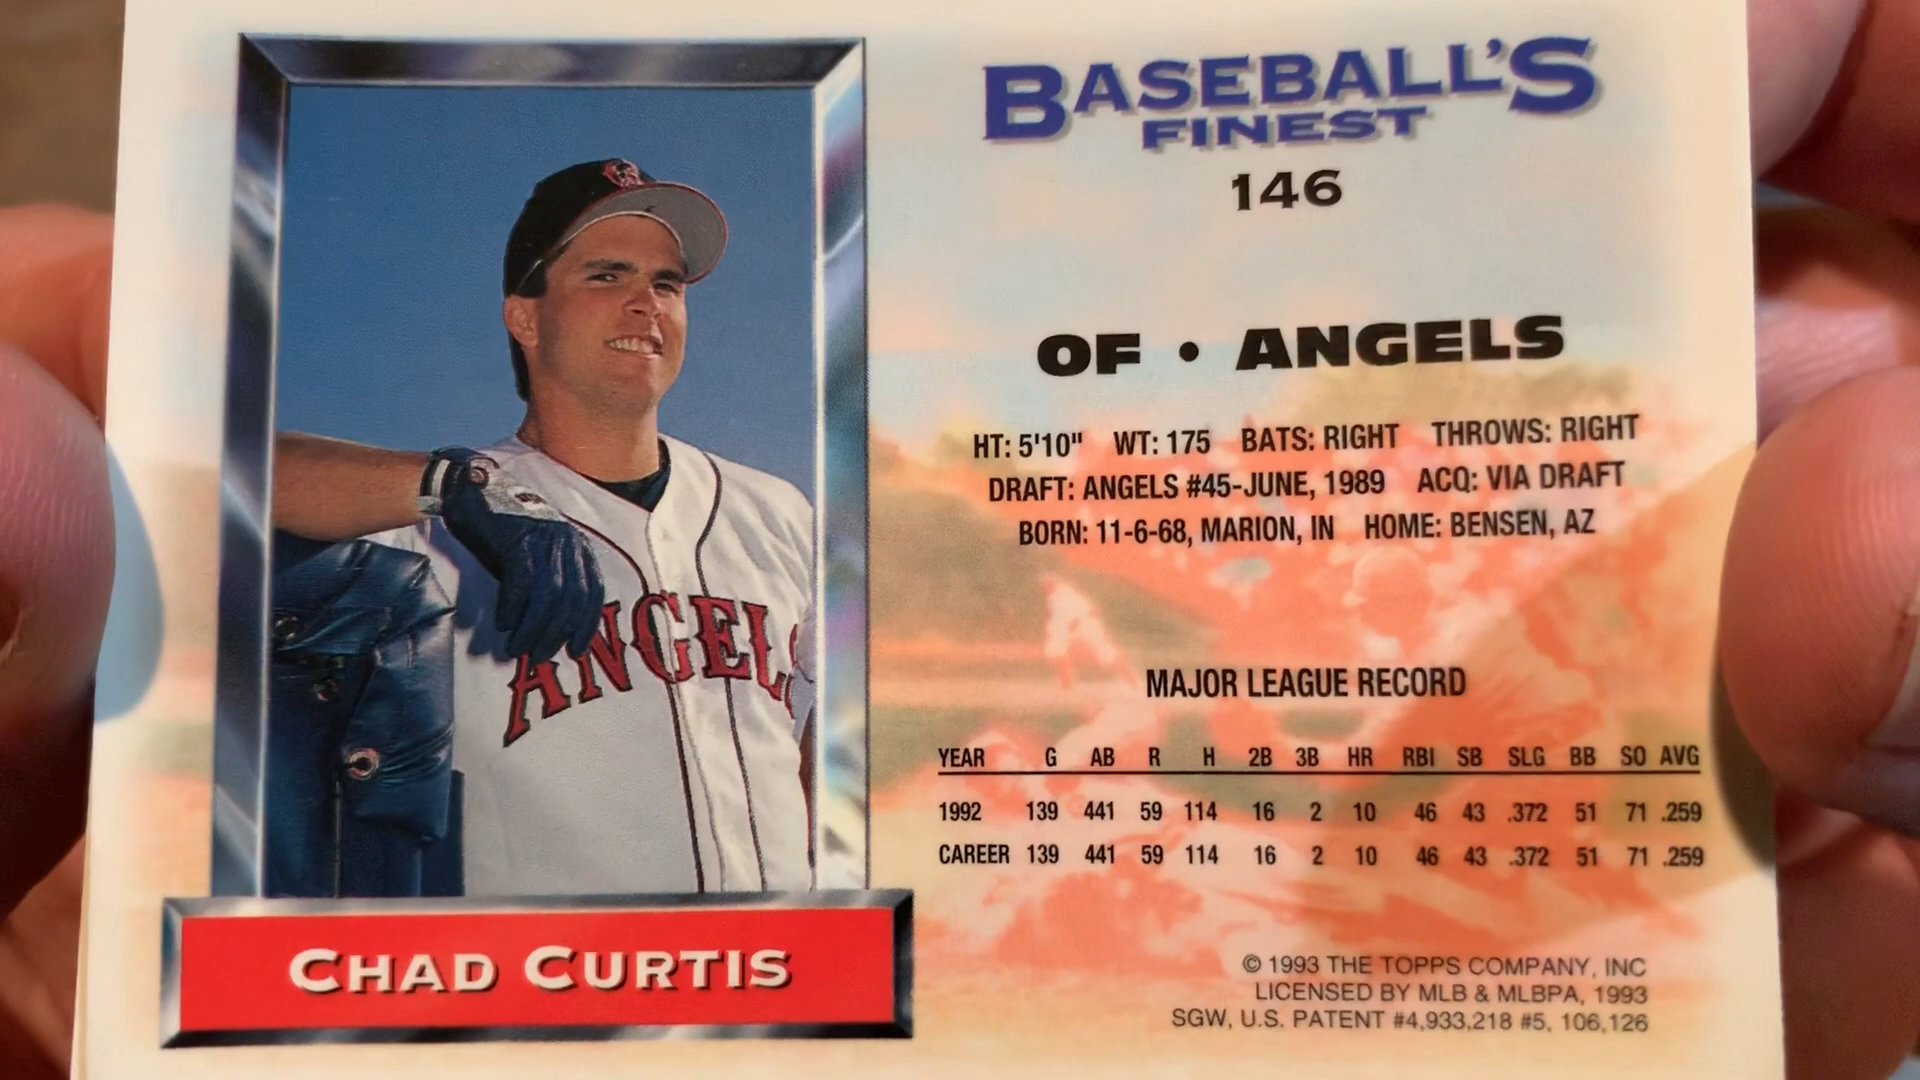 BASEBALL'S
FINEST
146
OF • ANGELS
HT: 5'10" WT: 175 BATS: RIGHT THROWS: RIGHT
DRAFT: ANGELS #45-JUNE, 1989 ACQ: VIA DRAFT
BORN: 11-6-68, MARION, IN HOME: BENSEN, AZ
ANGELS
MAJOR LEAGUE RECORD
YEAR G AB R H 2B 3B HR RBI SB SLG BB SO AVG
1992 139 441 59 114 16 2 10 46 43 .372 51 71 .259
CAREER 139 441 59 114 16 2 10 46 43 .372 51 71 .259
CHAD CURTIS
© 1993 THE TOPPS COMPANY, INC
LICENSED BY MLB & MLBPA, 1993
SGW, U.S. PATENT #4,933,218 #5, 106,126